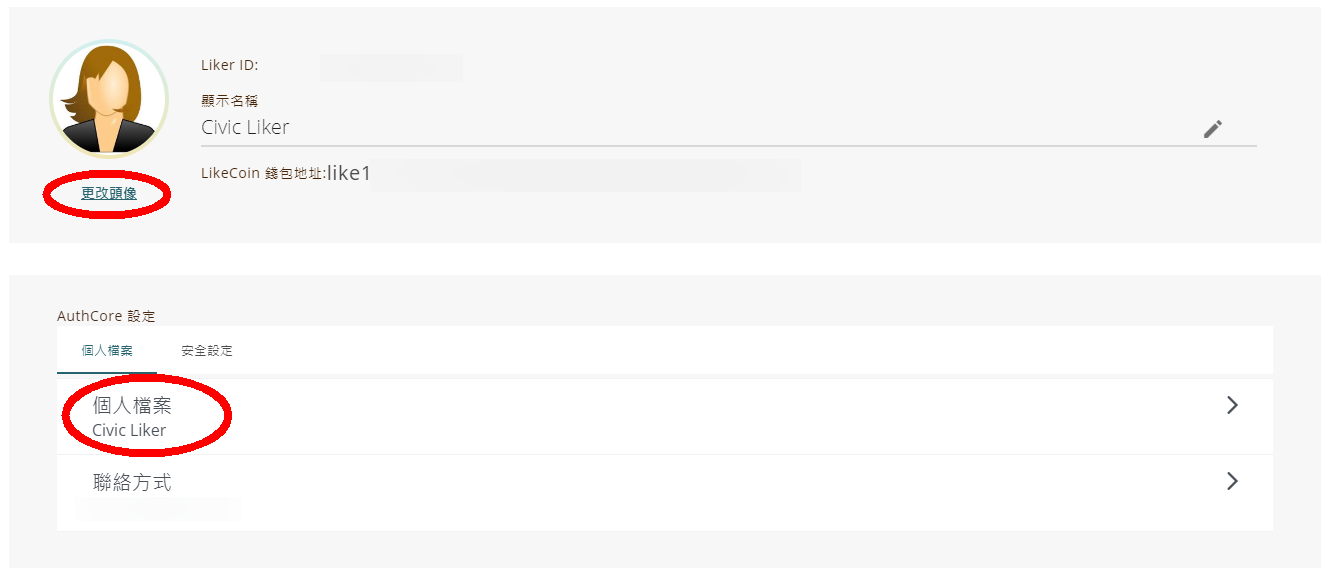 Liker ID:
顯示名稱
Civic Liker
LikeCoin 錢包地址:like1
更改頭像
AuthCore 設定
個人檔案 安全設定
個人檔案
Civic Liker
聯絡方式